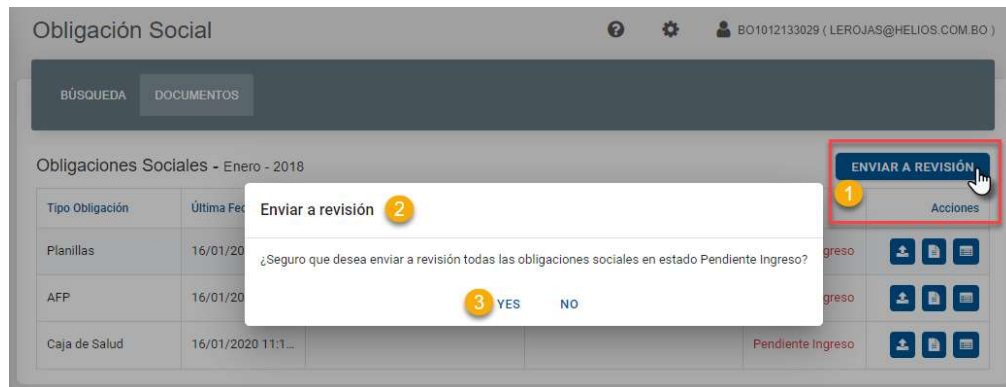 Obligación Social
BO1012133029 ( LEROJAS@HELIOS.COM.BO )
BÚSQUEDA DOCUMENTOS
Obligaciones Sociales - Enero - 2018
ENVIAR A REVISIÓN
1
Tipo Obligación Última Fec Acciones
Enviar a revisión 2
Planillas 16/01/20 greso
¿Seguro que desea enviar a revisión todas las obligaciones sociales en estado Pendiente Ingreso?
AFP 16/01/20 greso
3 YES NO
Caja de Salud 16/01/2020 11:1... Pendiente Ingreso